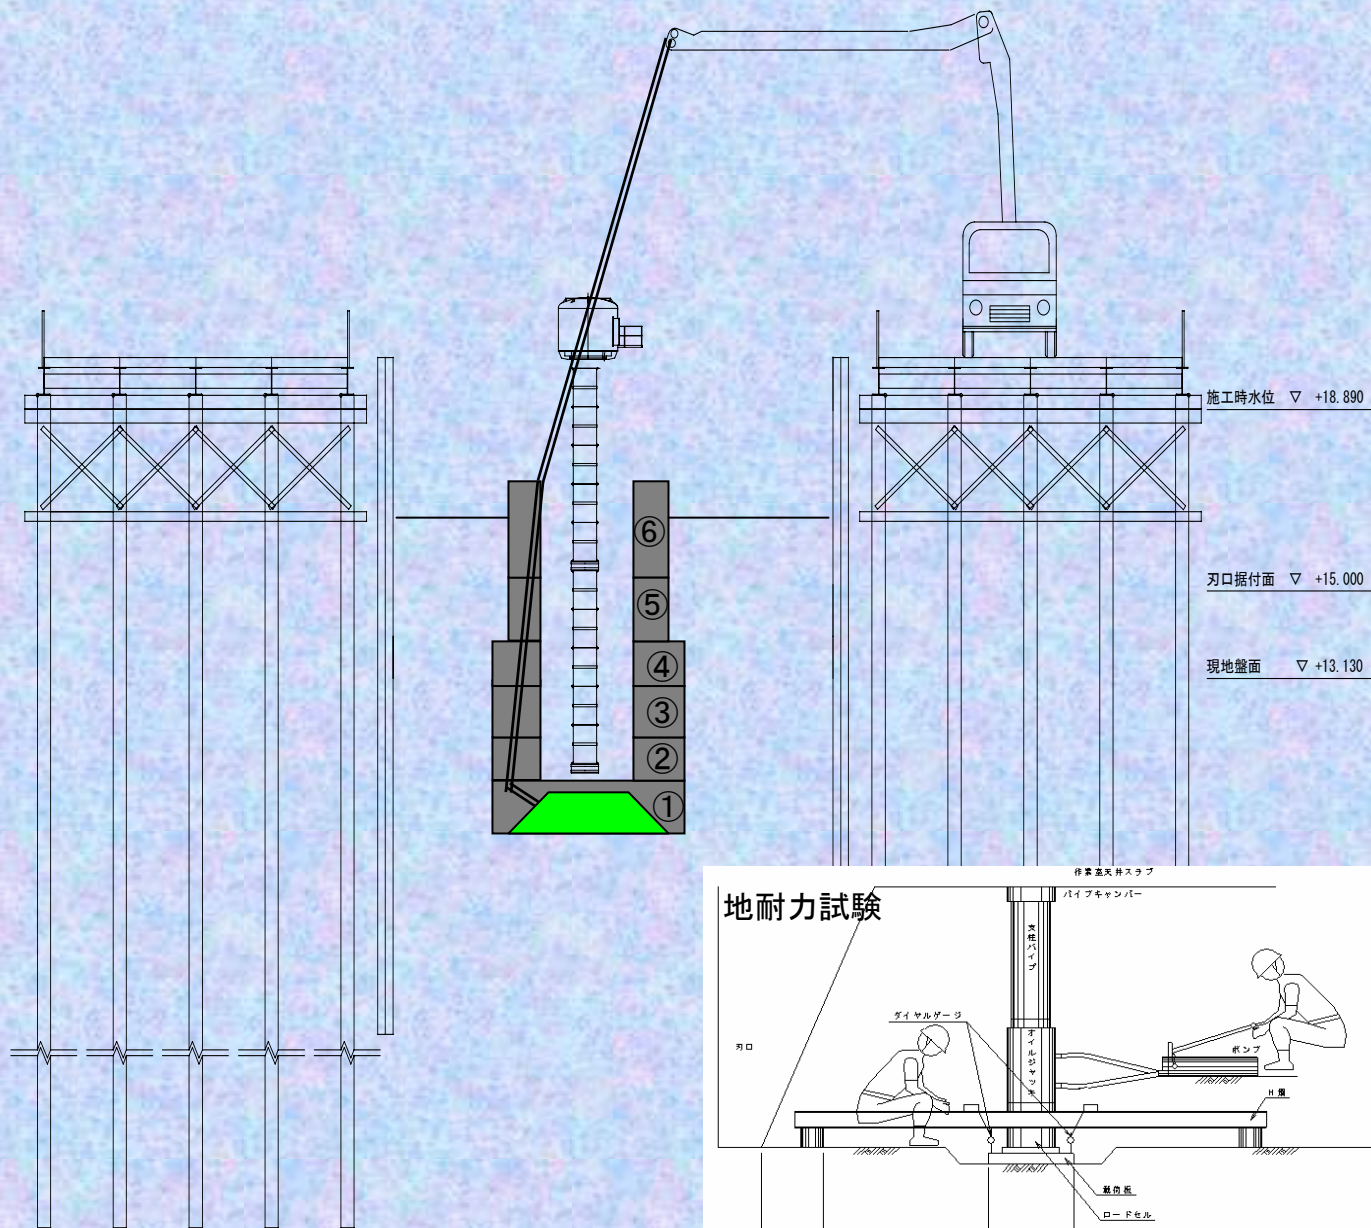 施工時水位 ▽ +18.890
⑥
刃口据付面 ▽ +15.000
⑤
現地盤面 ▽ +13.130
④
③
②
①
地耐力試験
作業室天井スラブ
パイプキャンバー
支柱パイプ
ダイヤルゲージ
オイルジャッキ
刃口
ポンプ
H鋼
載荷板
ロードセル